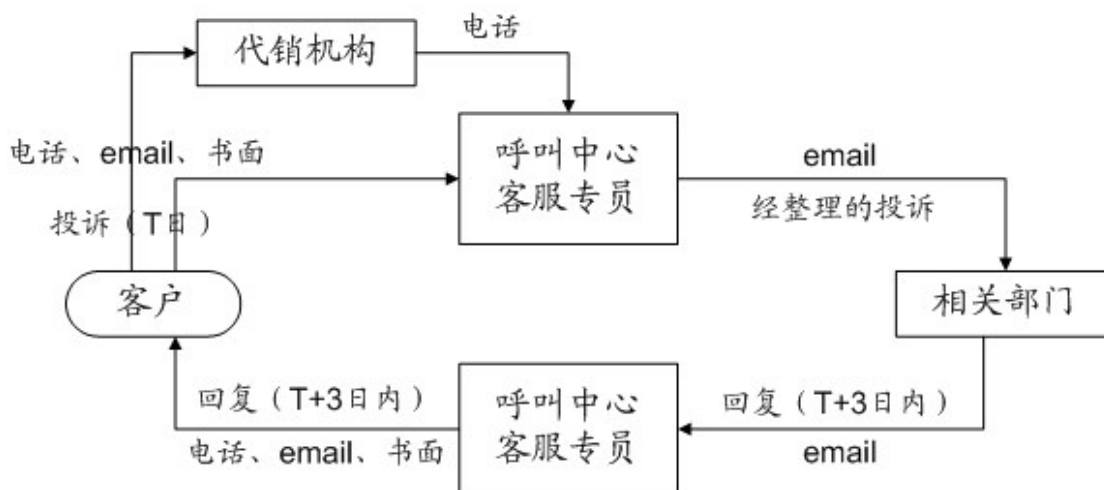 代销机构
电话
电话、email、书面
呼叫中心
客服专员
email
投诉（T日）
经整理的投诉
客户
相关部门
回复（T+3日内）
呼叫中心
客服专员
回复（T+3日内）
电话、email、书面
email